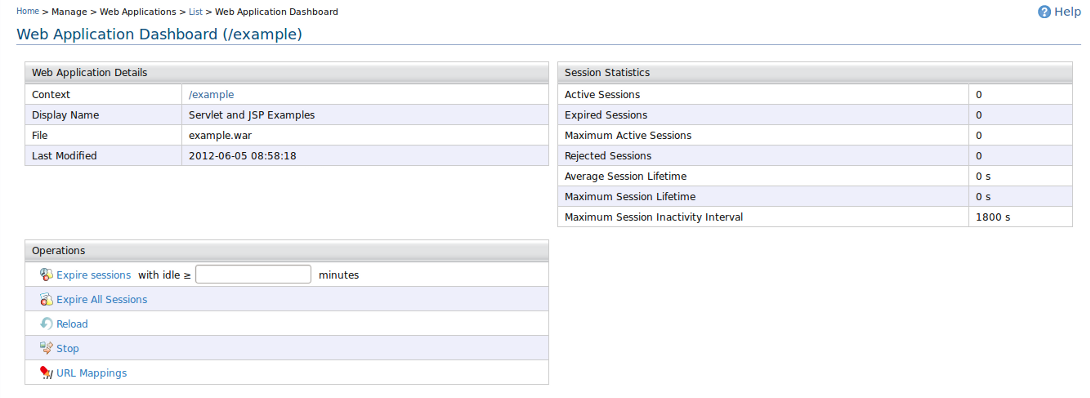 Home > Manage > Web Applications > List > Web Application Dashboard
Help
Web Application Dashboard (/example)
Web Application Details
Context /example
Display Name Servlet and JSP Examples
File example.war
Last Modified 2012-06-05 08:58:18
Session Statistics
Active Sessions 0
Expired Sessions 0
Maximum Active Sessions 0
Rejected Sessions 0
Average Session Lifetime 0 s
Maximum Session Lifetime 0 s
Maximum Session Inactivity Interval 1800 s
Operations
Expire sessions with idle ≥ minutes
Expire All Sessions
Reload
Stop
URL Mappings